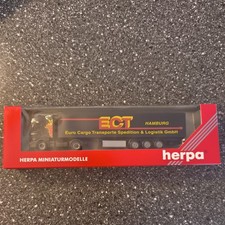 ECT HAMBURG
Euro Cargo Transporte Spedition & Logistik GmbH
HERPA MINIATURMODELLE
herpa